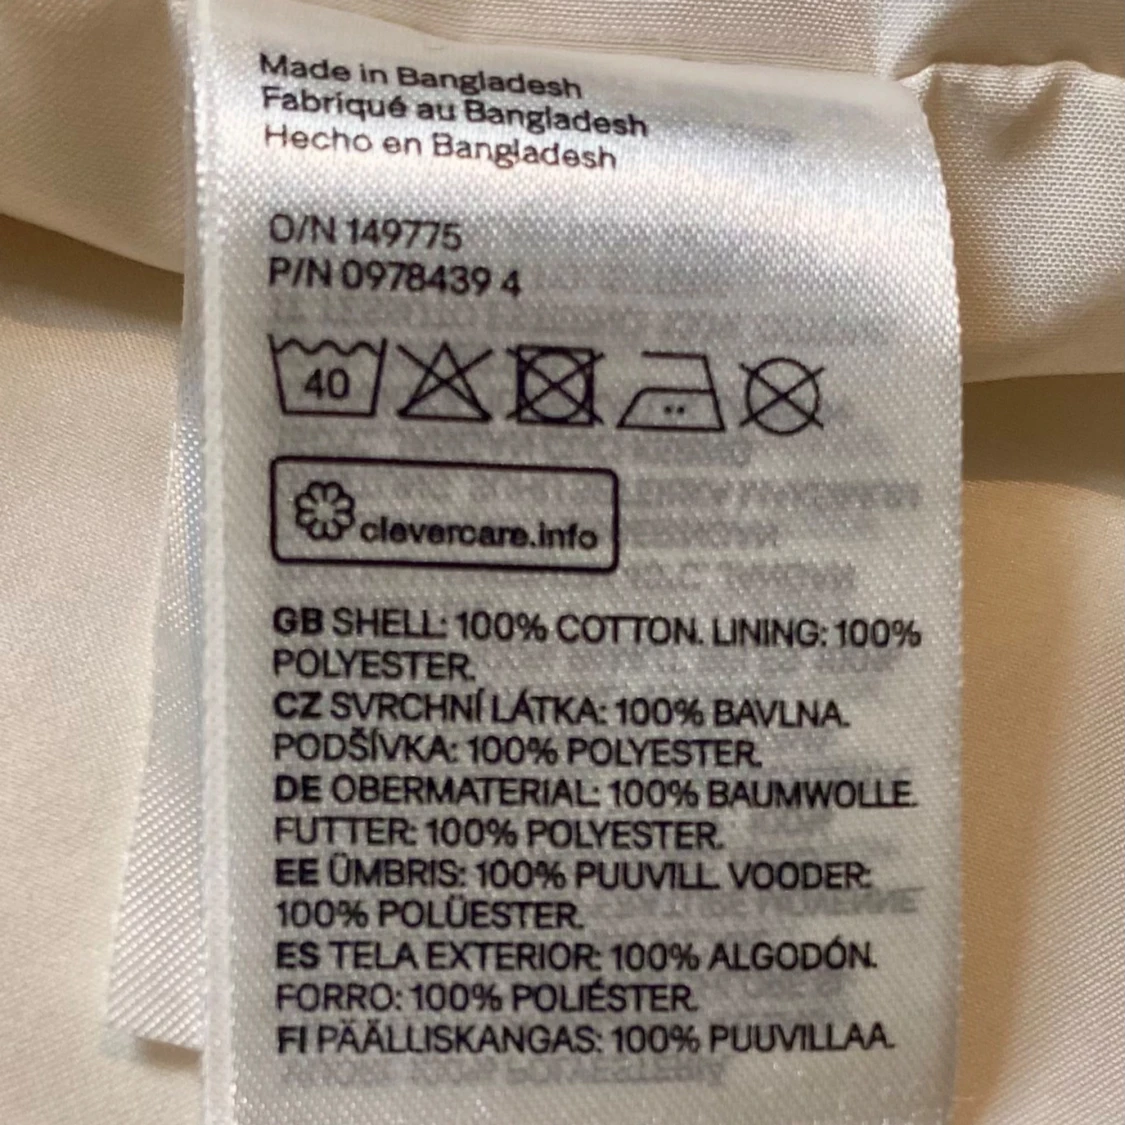 Made in Bangladesh
Fabriqué au Bangladesh
Hecho en Bangladesh
O/N 149775
P/N 0978439 4
40
clevercare.info
GB SHELL: 100% COTTON. LINING: 100%
POLYESTER.
CZ SVRCHNÍ LÁTKA: 100% BAVLNA.
PODŠÍVKA: 100% POLYESTER.
DE OBERMATERIAL: 100% BAUMWOLLE.
FUTTER: 100% POLYESTER.
EE ÜMBRIS: 100% PUUVILL. VOODER:
100% POLÜESTER.
ES TELA EXTERIOR: 100% ALGODÓN.
FORRO: 100% POLIÉSTER.
FI PÄÄLLISKANGAS: 100% PUUVILLAA.